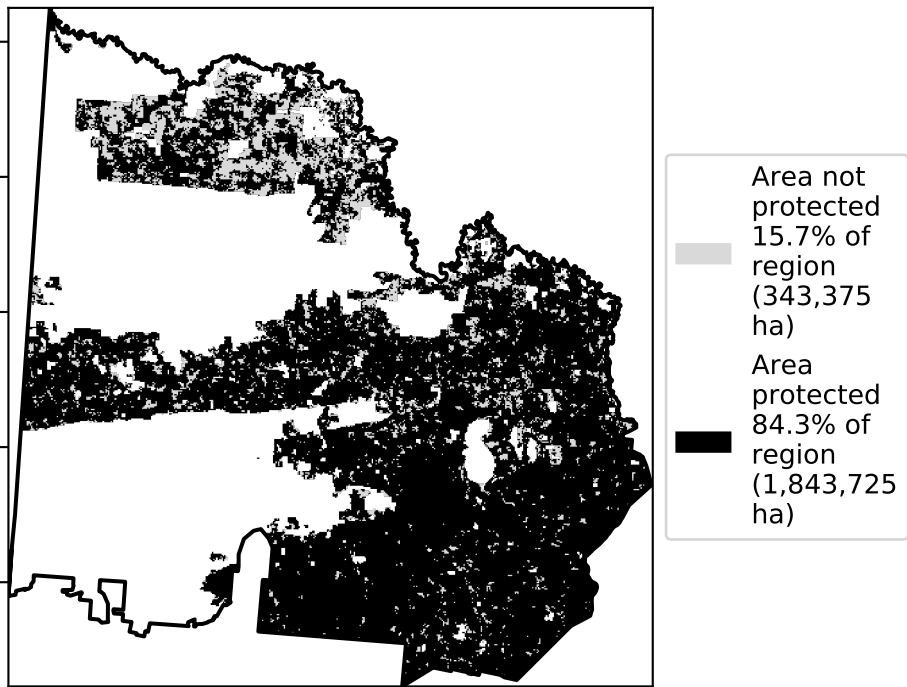 Area not
protected
15.7% of
region
(343,375
ha)
Area
protected
84.3% of
region
(1,843,725
ha)